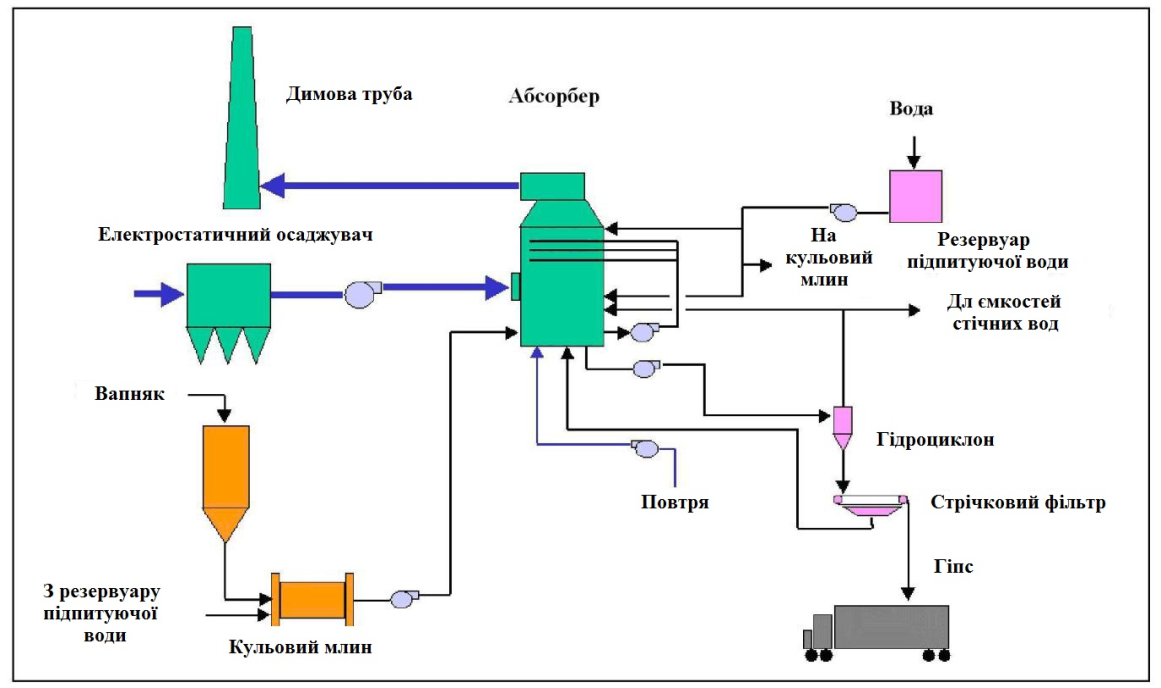 Димова труба
Абсорбер
Вода
Електростатичний осаджувач
На
кульовий
млин
Резервуар
підпитуючої води
Дл ємкостей
стічних вод
Вапняк
Гідроциклон
Повтря
Стрічковий фільтр
Гіпс
З резервуару
підпитуючої
води
Кульовий млин